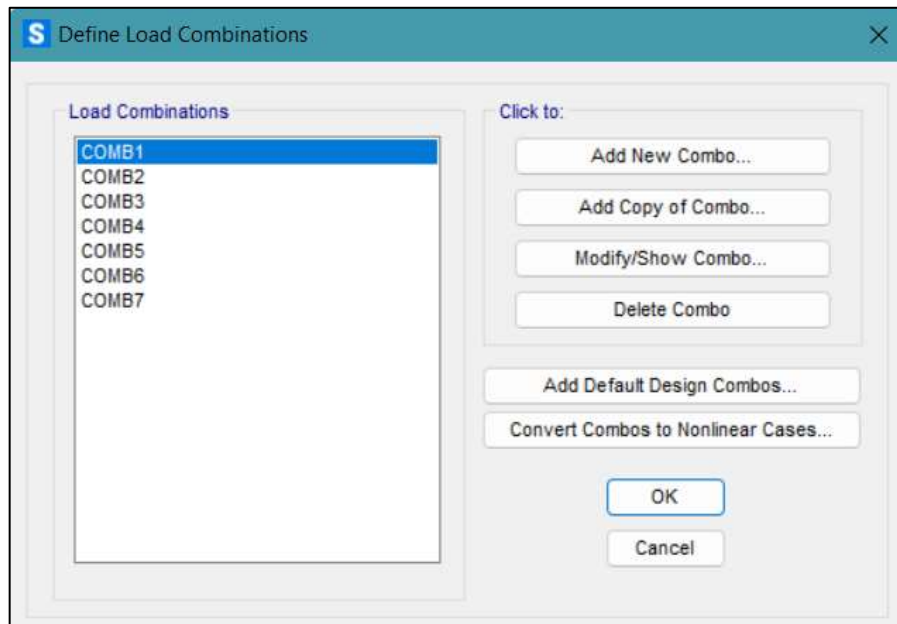 S Define Load Combinations
Load Combinations
COMB1
COMB2
COMB3
COMB4
COMB5
COMB6
COMB7
Click to:
Add New Combo...
Add Copy of Combo...
Modify/Show Combo...
Delete Combo
Add Default Design Combos...
Convert Combos to Nonlinear Cases...
OK
Cancel